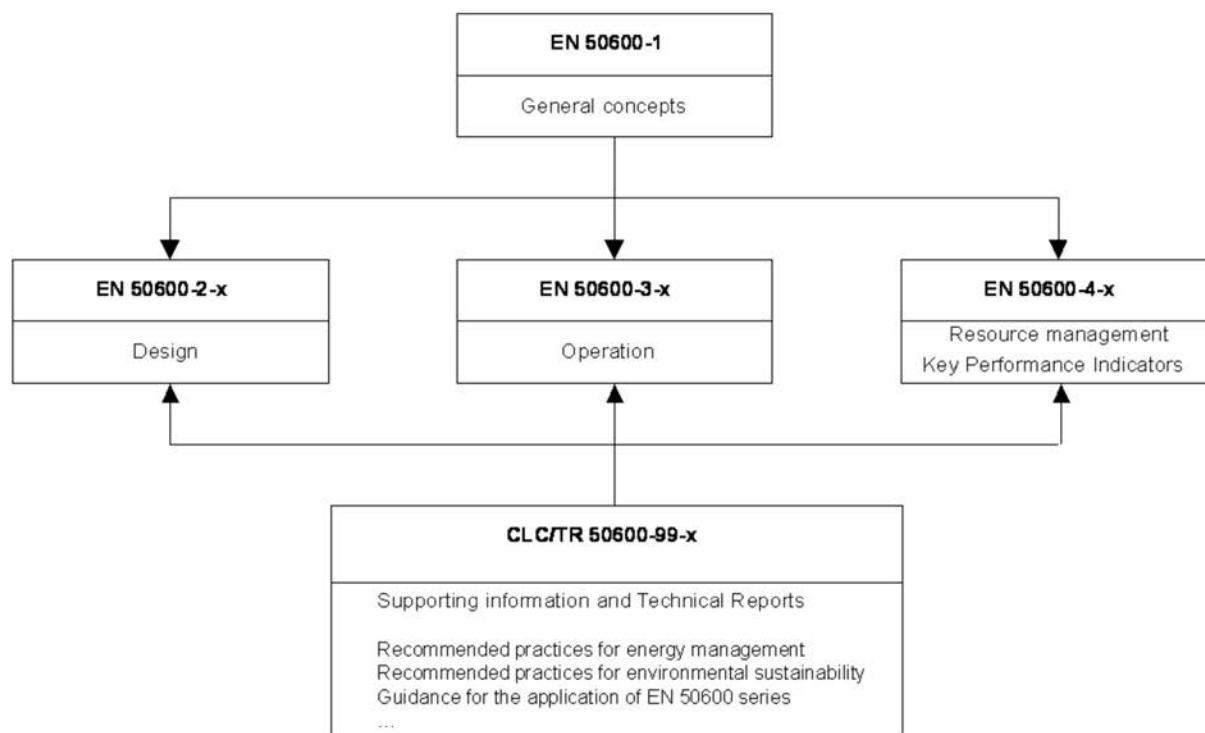 EN 50600-1
General concepts
EN 50600-2-x
Design
EN 50600-3-x
Operation
EN 50600-4-x
Resource management
Key Performance Indicators
CLC/TR 50600-99-x
Supporting information and Technical Reports
Recommended practices for energy management
Recommended practices for environmental sustainability
Guidance for the application of EN 50600 series
...